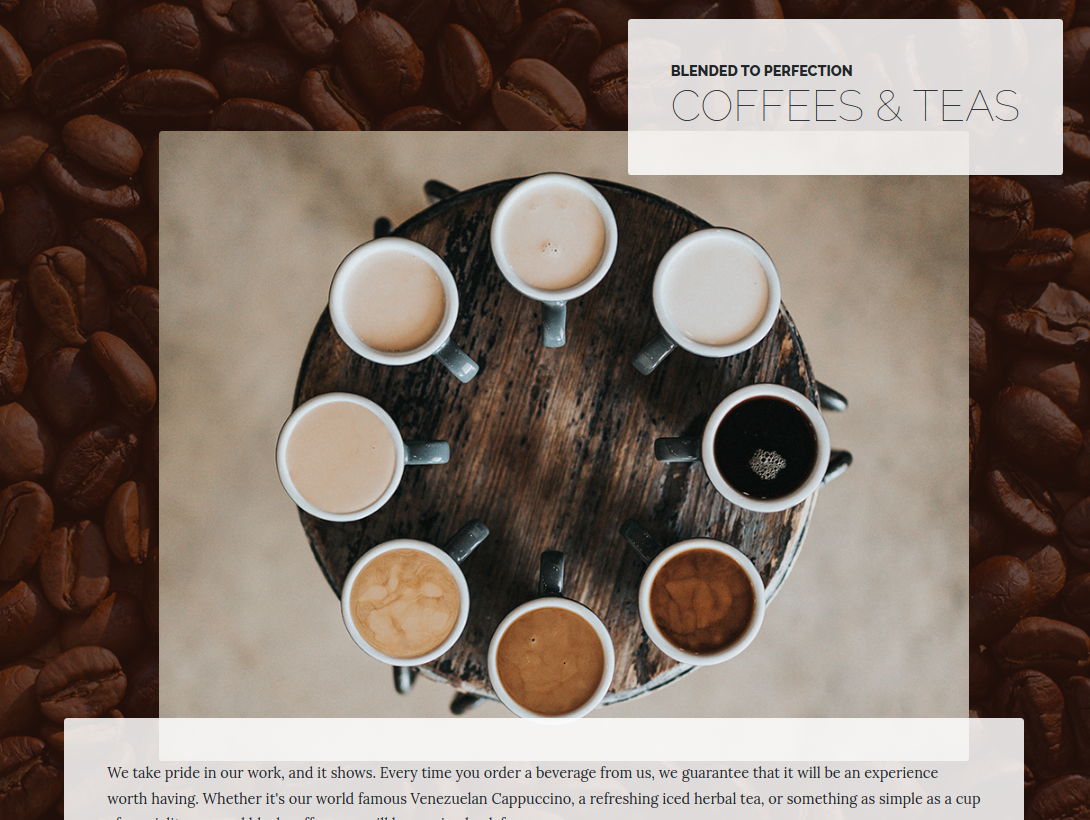 BLENDED TO PERFECTION
COFFEES & TEAS
We take pride in our work, and it shows. Every time you order a beverage from us, we guarantee that it will be an experience
worth having. Whether it's our world famous Venezuelan Cappuccino, a refreshing iced herbal tea, or something as simple as a cup